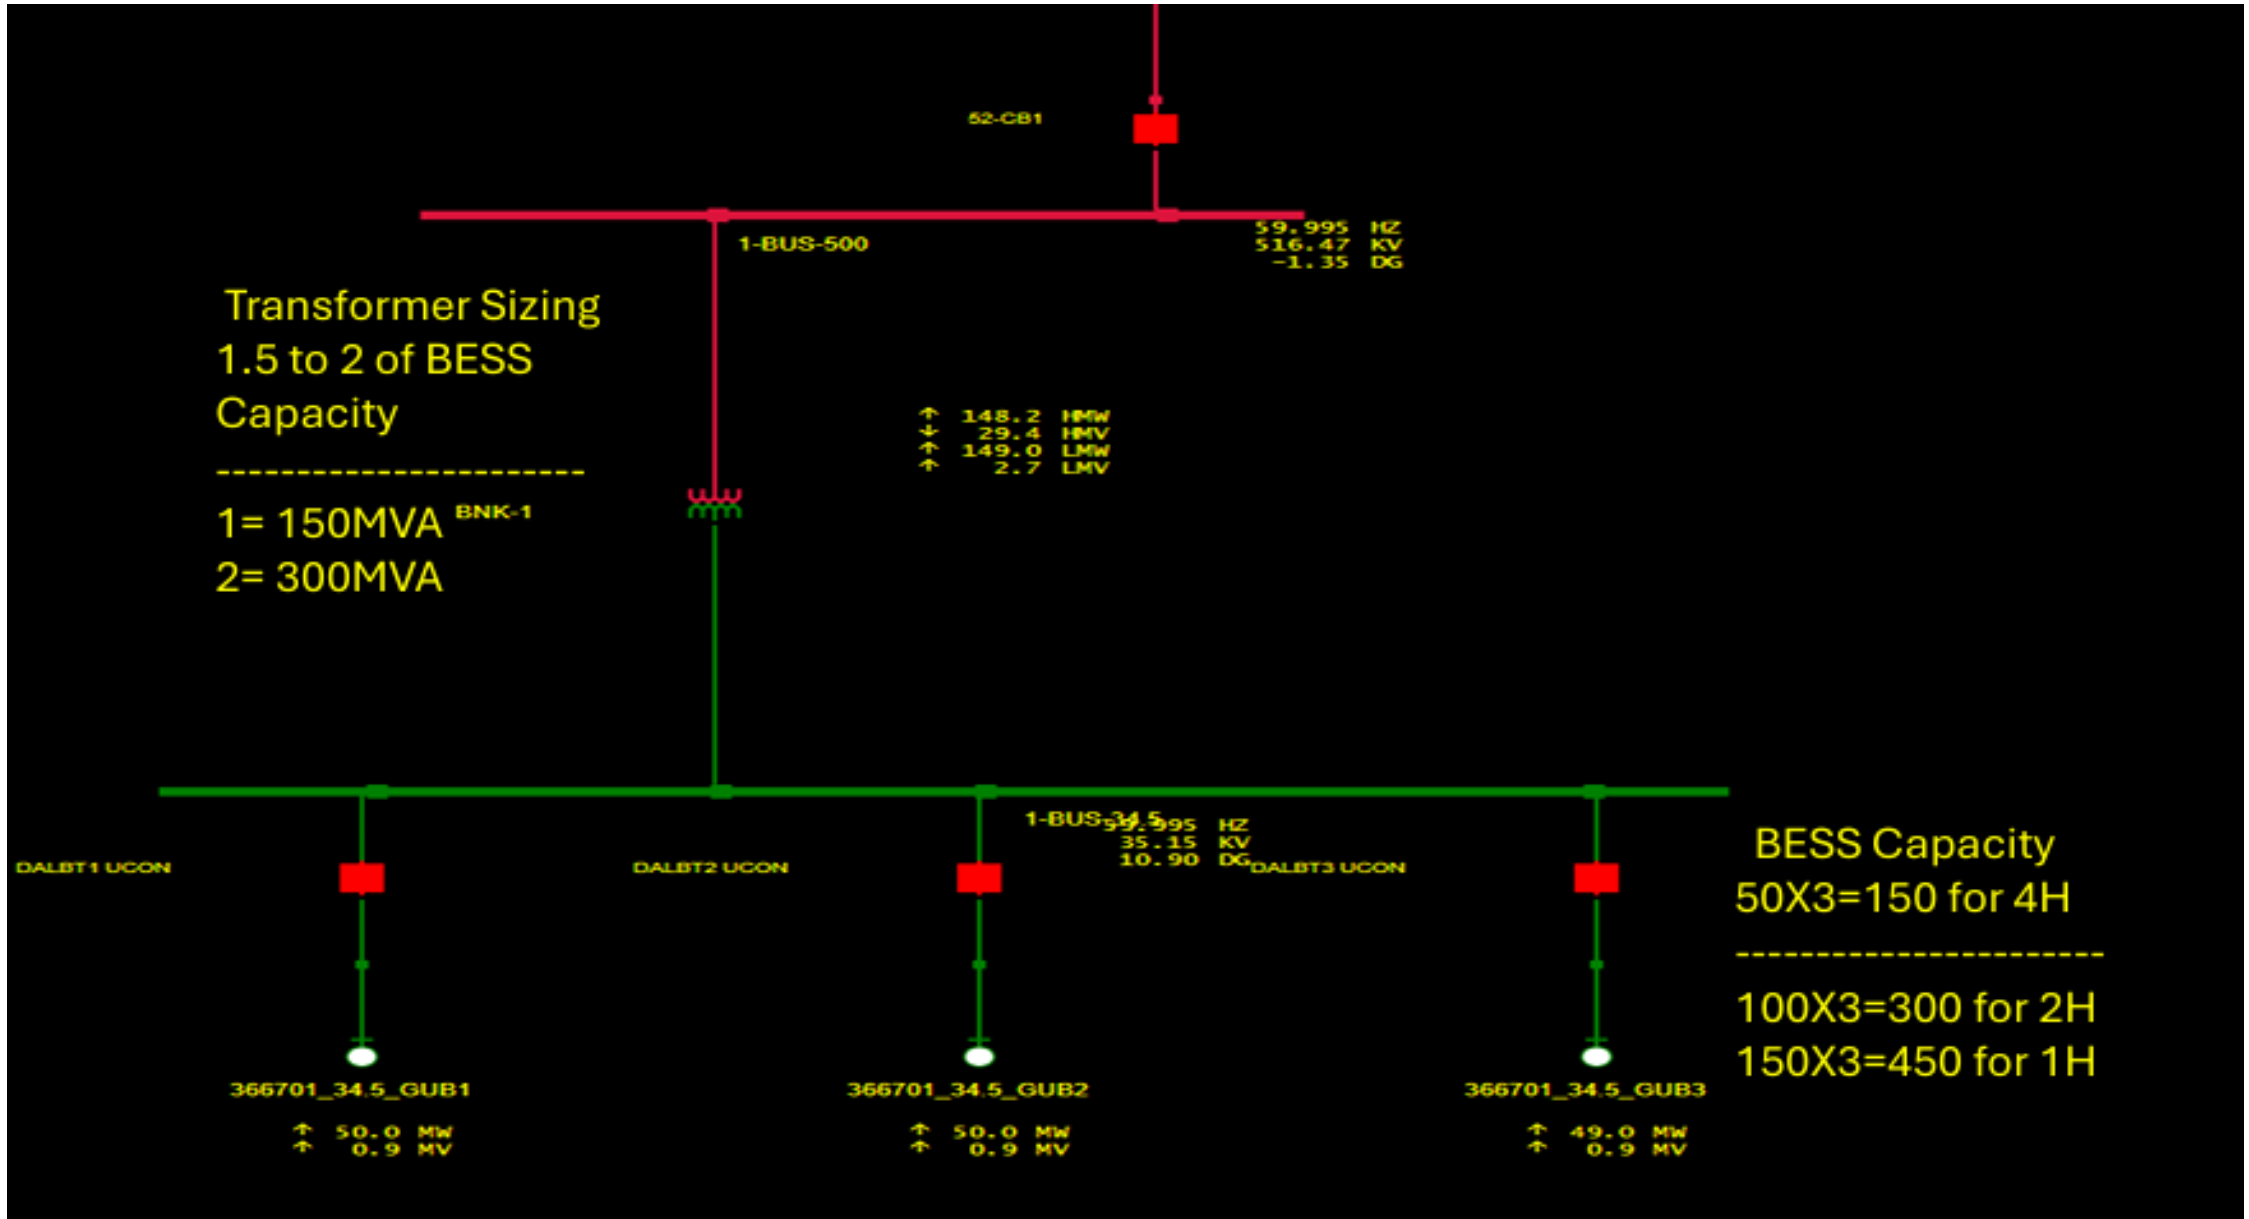 52-CB1
1-BUS-500
59.995 HZ
516.47 KV
-1.35 DG
Transformer Sizing
1.5 to 2 of BESS
Capacity
-----------------------
1= 150MVA
2= 300MVA
BNK-1
↑ 148.2 HMW
↓ 29.4 HMV
↑ 149.0 LMW
↑ 2.7 LMV
1-BUS-34.5
59.995 HZ
35.15 KV
10.90 DG
DALBT1 UCON
DALBT2 UCON
DALBT3 UCON
BESS Capacity
50X3=150 for 4H
-----------------------
100X3=300 for 2H
150X3=450 for 1H
366701_34.5_GUB1
↑ 50.0 MW
↑ 0.9 MV
366701_34.5_GUB2
↑ 50.0 MW
↑ 0.9 MV
366701_34.5_GUB3
↑ 49.0 MW
↑ 0.9 MV